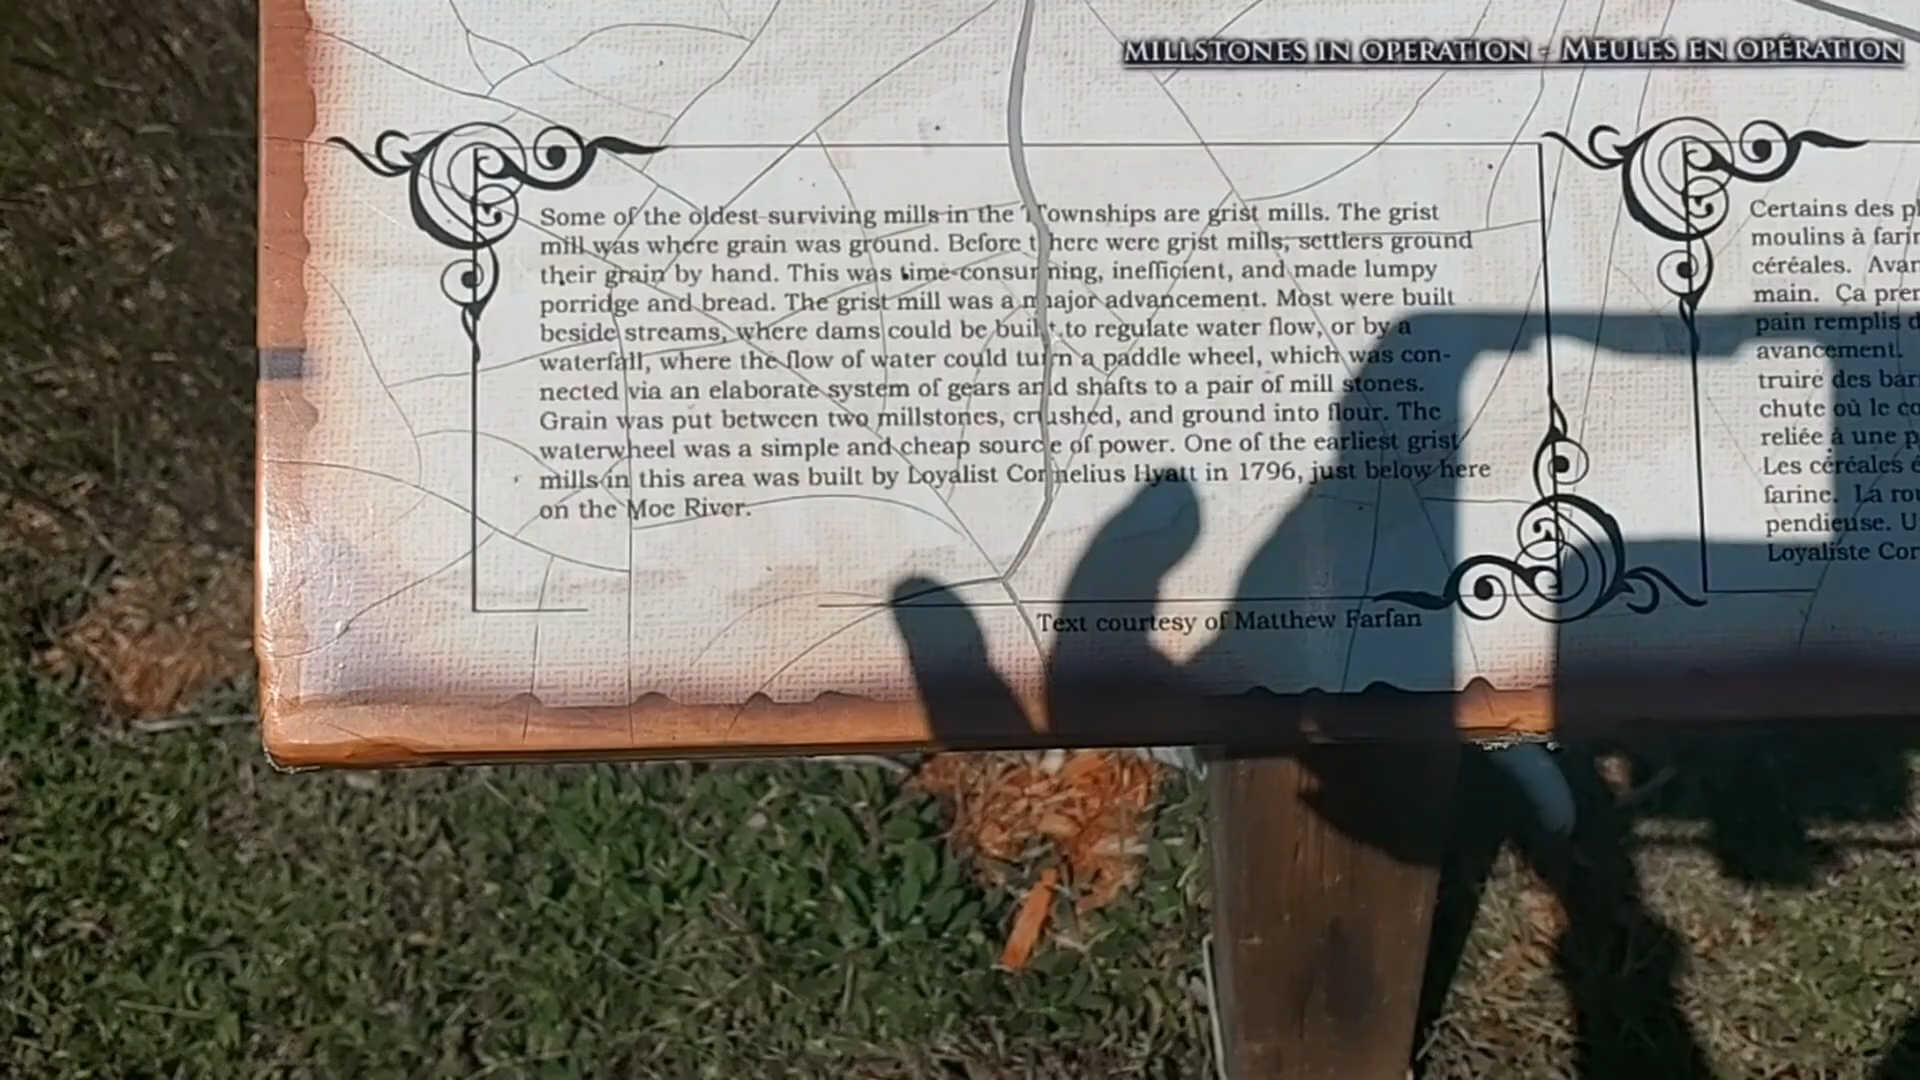 MILLSTONES IN OPERATION - MEULES EN OPÉRATION
Some of the oldest surviving mills in the Townships are grist mills. The grist
mill was where grain was ground. Before there were grist mills, settlers ground
their grain by hand. This was time-consuming, inefficient, and made lumpy
porridge and bread. The grist mill was a major advancement. Most were built
beside streams, where dams could be built to regulate water flow, or by a
waterfall, where the flow of water could turn a paddle wheel, which was con-
nected via an elaborate system of gears and shafts to a pair of mill stones.
Grain was put between two millstones, crushed, and ground into flour. The
waterwheel was a simple and cheap source of power. One of the earliest grist
mills in this area was built by Loyalist Cornelius Hyatt in 1796, just below here
on the Moe River.
Text courtesy of Matthew Farfan
Certains des
moulins à
céréales.
main. Ça
pain remplis
avancement.
truire des
chute où le
reliée à une
Les céréales
farine. La
pendieuse.
Loyaliste